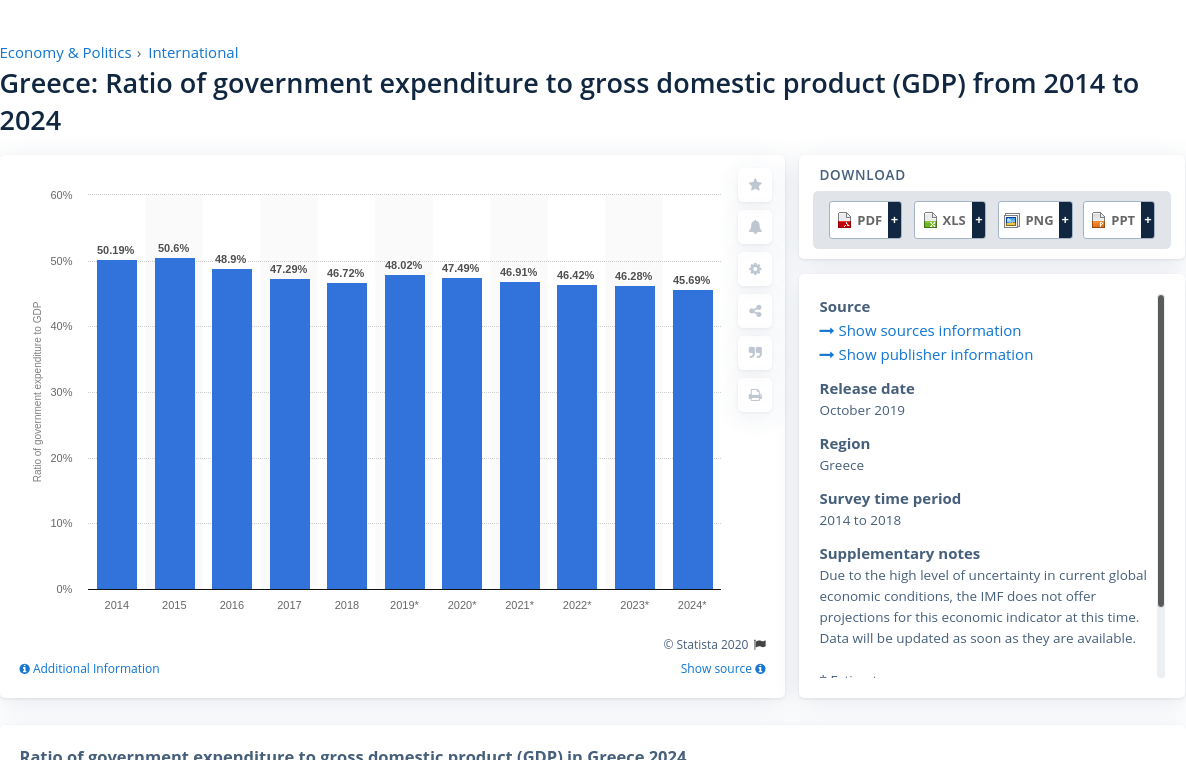 Economy & Politics › International
Greece: Ratio of government expenditure to gross domestic product (GDP) from 2014 to
2024
60%
50%
40%
30%
20%
10%
0%
Ratio of government expenditure to GDP
50.19%
50.6%
48.9%
47.29%
46.72%
48.02%
47.49%
46.91%
46.42%
46.28%
45.69%
2014
2015
2016
2017
2018
2019*
2020*
2021*
2022*
2023*
2024*
© Statista 2020
Additional Information
Show source
DOWNLOAD
PDF +
XLS +
PNG +
PPT +
Source
Show sources information
Show publisher information
Release date
October 2019
Region
Greece
Survey time period
2014 to 2018
Supplementary notes
Due to the high level of uncertainty in current global
economic conditions, the IMF does not offer
projections for this economic indicator at this time.
Data will be updated as soon as they are available.
Ratio of government expenditure to gross domestic product (GDP) in Greece 2024